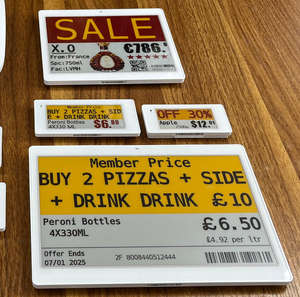 SALE
X.O
€786.
From:France
Spc:750ml
Fac:LVMH
BUY 2 PIZZAS + SID
E + DRINK DRINK
Peroni Bottles
4X330 ML
$6.
OFF 30%
Apple
$12.
Member Price
BUY 2 PIZZAS + SIDE
+ DRINK DRINK £10
Peroni Bottles
4X330ML
£6.50
£4.92 per ltr
Offer Ends
07/01 2025
2F 8008440512444